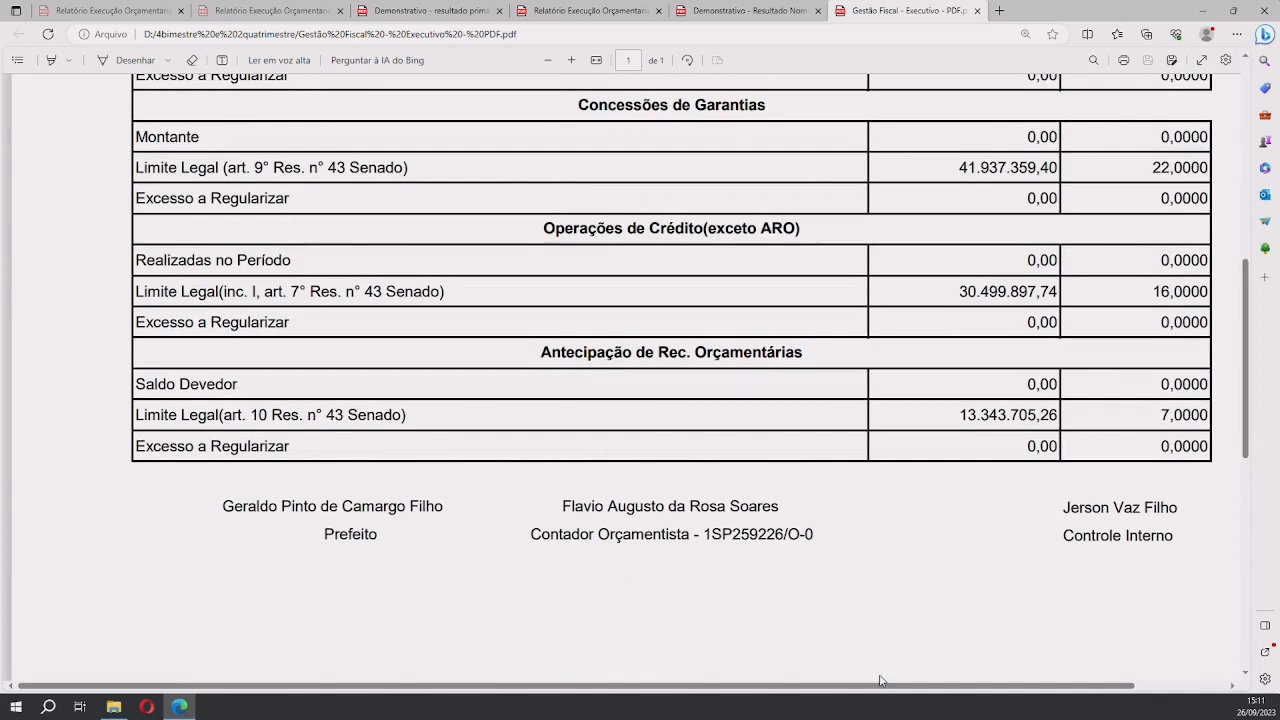 Relatório Execução Orçamentári
Relatório Execução Orçamentári
Demonstrativo - resultado primá
Relatório Execução Orçamentári
Demonstrativo - Resultado Nom
Gestão Fiscal - Executivo - PDF.p
Arquivo D:/4bimestre%20e%202quatrimestre/Gestão%20Fiscal%20-%20Executivo%20-%20PDF.pdf
Desenhar Ler em voz alta Perguntar à IA do Bing 1 de 1
Excesso a Regularizar 0,00 0,0000
Concessões de Garantias
Montante 0,00 0,0000
Limite Legal (art. 9° Res. n° 43 Senado) 41.937.359,40 22,0000
Excesso a Regularizar 0,00 0,0000
Operações de Crédito(exceto ARO)
Realizadas no Período 0,00 0,0000
Limite Legal(inc. I, art. 7° Res. n° 43 Senado) 30.499.897,74 16,0000
Excesso a Regularizar 0,00 0,0000
Antecipação de Rec. Orçamentárias
Saldo Devedor 0,00 0,0000
Limite Legal(art. 10 Res. n° 43 Senado) 13.343.705,26 7,0000
Excesso a Regularizar 0,00 0,0000
Geraldo Pinto de Camargo Filho Flavio Augusto da Rosa Soares Jerson Vaz Filho
Prefeito Contador Orçamentista - 1SP259226/O-0 Controle Interno
15:11
26/09/2023